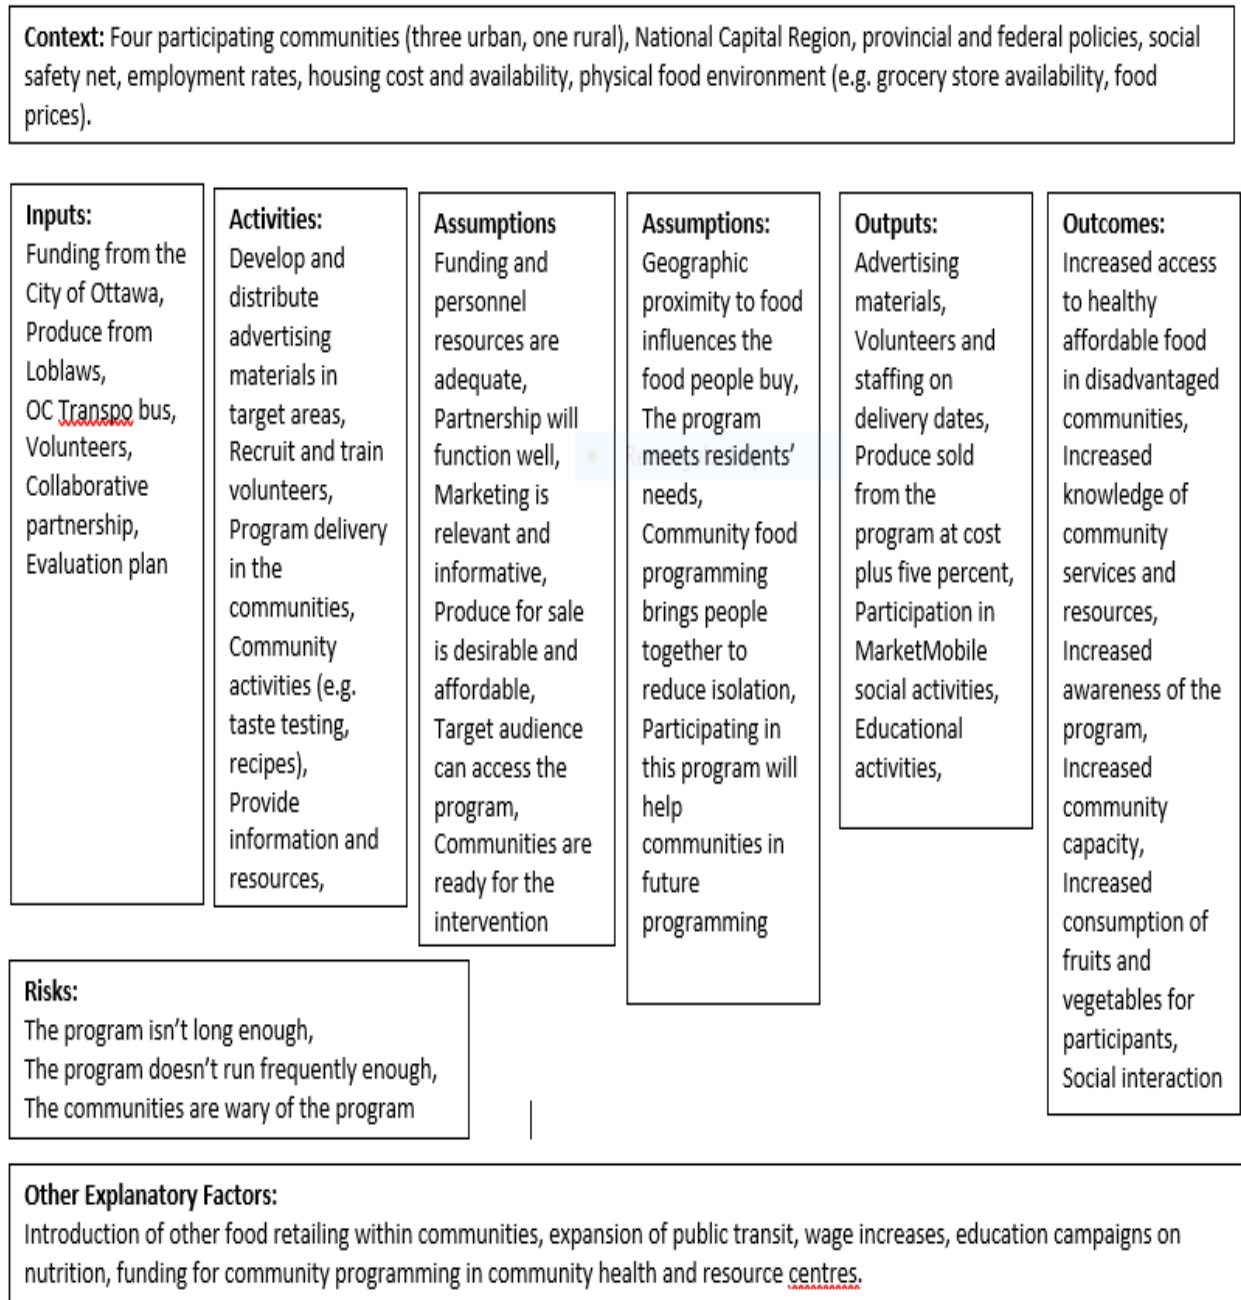 Context: Four participating communities (three urban, one rural), National Capital Region, provincial and federal policies, social
safety net, employment rates, housing cost and availability, physical food environment (e.g. grocery store availability, food
prices).
Inputs:
Funding from the
City of Ottawa,
Produce from
Loblaws,
OC Transpo bus,
Volunteers,
Collaborative
partnership,
Evaluation plan
Activities:
Develop and
distribute
advertising
materials in
target areas,
Recruit and train
volunteers,
Program delivery
in the
communities,
Community
activities (e.g.
taste testing,
recipes),
Provide
information and
resources,
Assumptions
Funding and
personnel
resources are
adequate,
Partnership will
function well,
Marketing is
relevant and
informative,
Produce for sale
is desirable and
affordable,
Target audience
can access the
program,
Communities are
ready for the
intervention
Assumptions:
Geographic
proximity to food
influences the
food people buy,
The program
meets residents’
needs,
Community food
programming
brings people
together to
reduce isolation,
Participating in
this program will
help
communities in
future
programming
Outputs:
Advertising
materials,
Volunteers and
staffing on
delivery dates,
Produce sold
from the
program at cost
plus five percent,
Participation in
MarketMobile
social activities,
Educational
activities,
Outcomes:
Increased access
to healthy
affordable food
in disadvantaged
communities,
Increased
knowledge of
community
services and
resources,
Increased
awareness of the
program,
Increased
community
capacity,
Increased
consumption of
fruits and
vegetables for
participants,
Social interaction
Risks:
The program isn’t long enough,
The program doesn’t run frequently enough,
The communities are wary of the program
Other Explanatory Factors:
Introduction of other food retailing within communities, expansion of public transit, wage increases, education campaigns on
nutrition, funding for community programming in community health and resource centres.